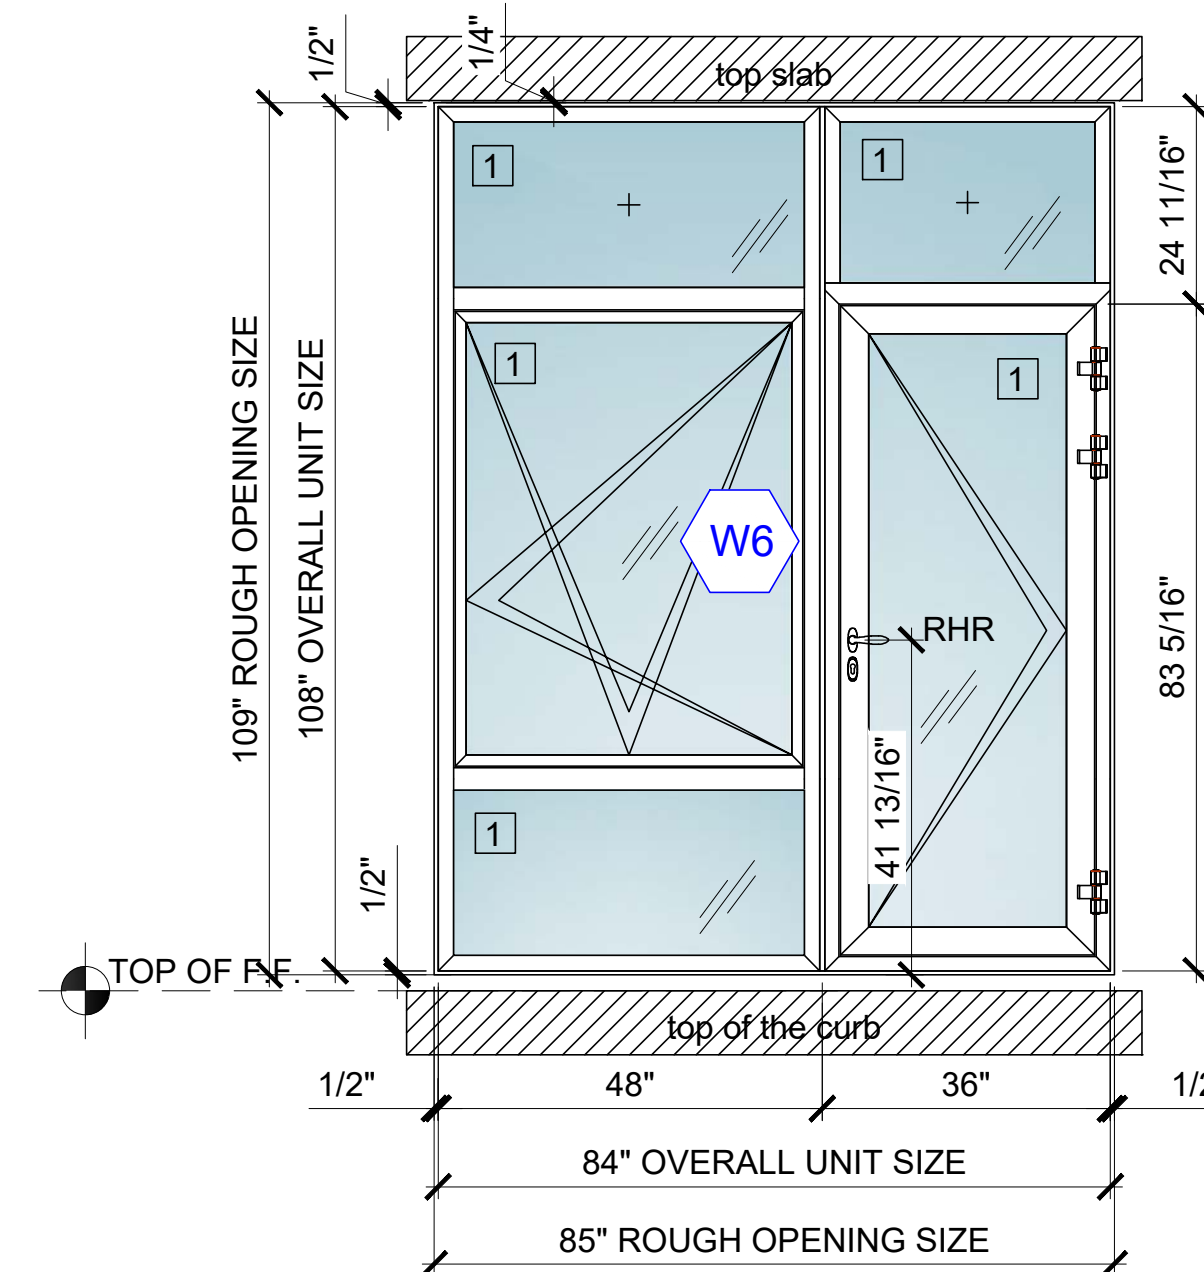 1/2"
1/4"
top slab
1
1
24 11/16"
109" ROUGH OPENING SIZE
108" OVERALL UNIT SIZE
1
1
W6
RHR
83 5/16"
41 13/16"
1
1/2"
TOP OF F.F.
top of the curb
1/2"
48"
36"
84" OVERALL UNIT SIZE
85" ROUGH OPENING SIZE